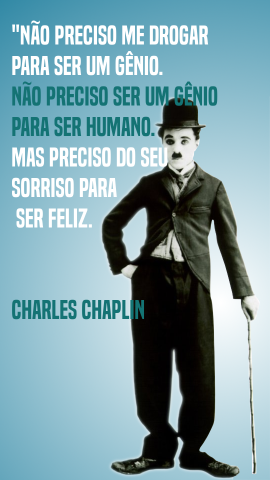 "NÃO PRECISO ME DROGAR
PARA SER UM GÊNIO.
NÃO PRECISO SER UM GÊNIO
PARA SER HUMANO.
MAS PRECISO DO SEU
SORRISO PARA
SER FELIZ.
CHARLES CHAPLIN